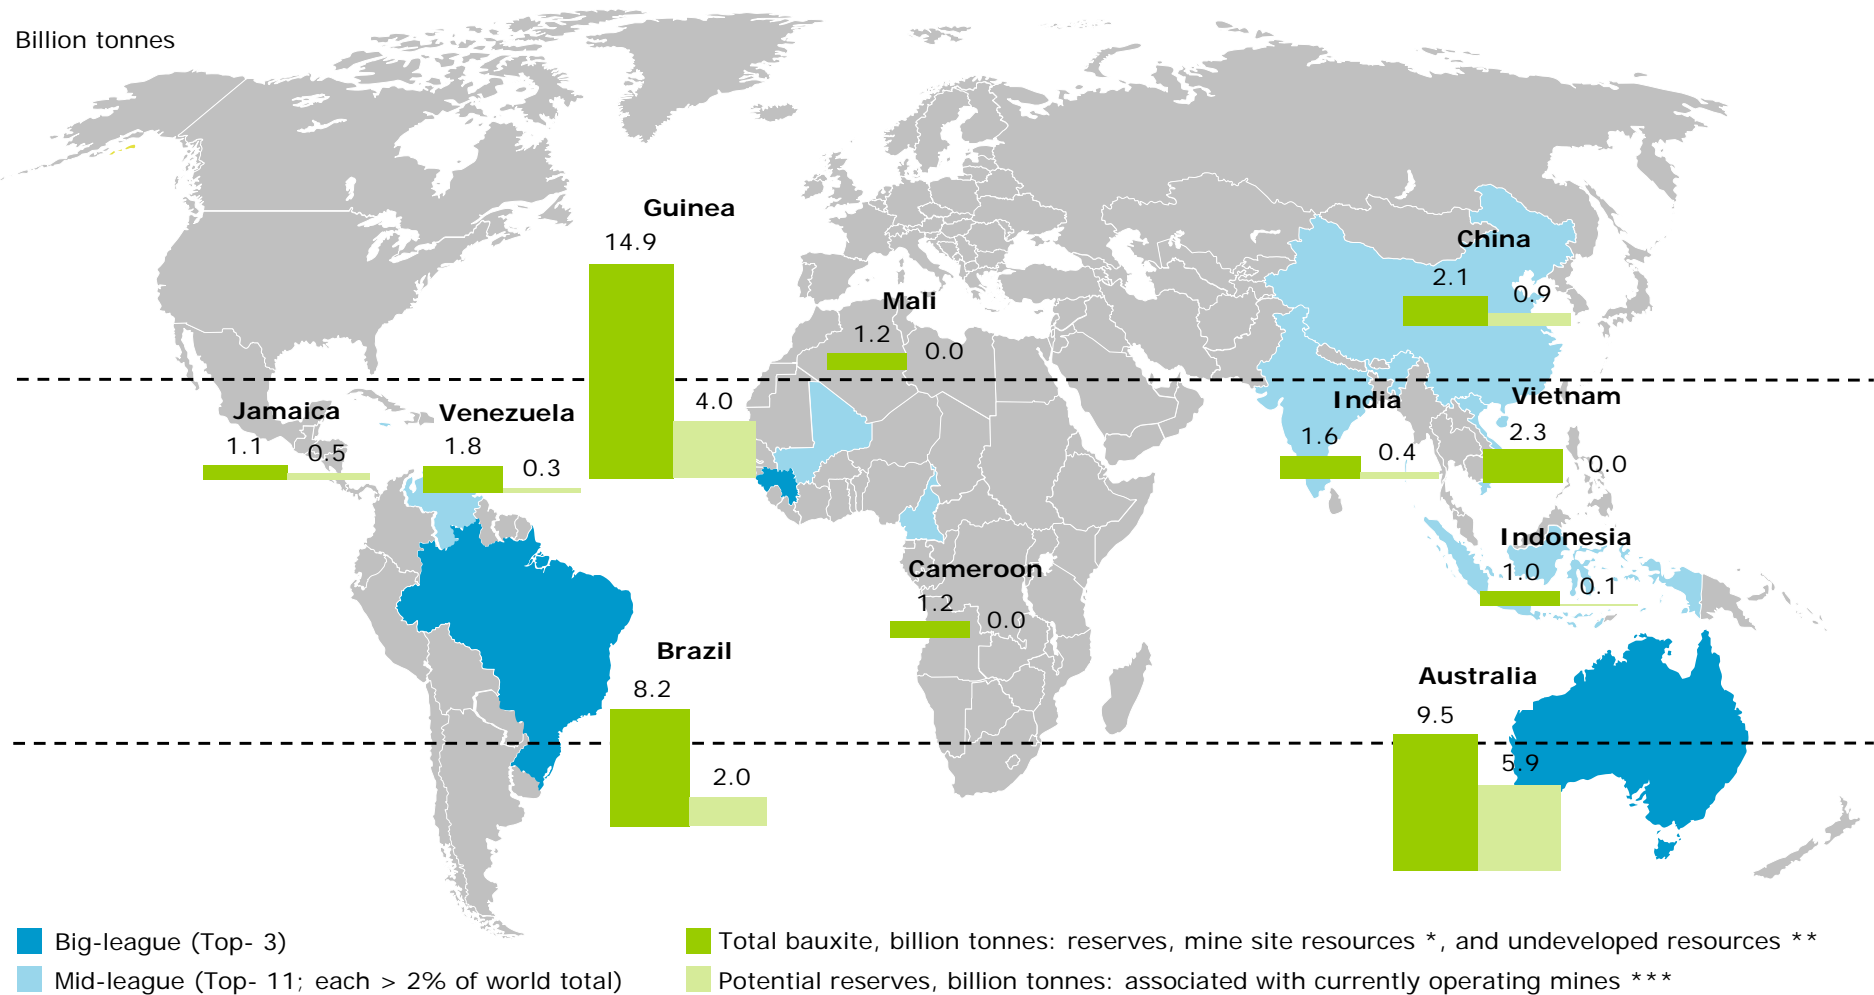 Billion tonnes
Guinea
14.9
4.0
China
2.1
0.9
Mali
1.2
0.0
Jamaica
1.1
0.5
Venezuela
1.8
0.3
India
1.6
0.4
Vietnam
2.3
0.0
Indonesia
1.0
0.1
Cameroon
1.2
0.0
Brazil
8.2
2.0
Australia
9.5
5.9
Big-league (Top- 3)
Mid-league (Top- 11; each > 2% of world total)
Total bauxite, billion tonnes: reserves, mine site resources *, and undeveloped resources **
Potential reserves, billion tonnes: associated with currently operating mines ***